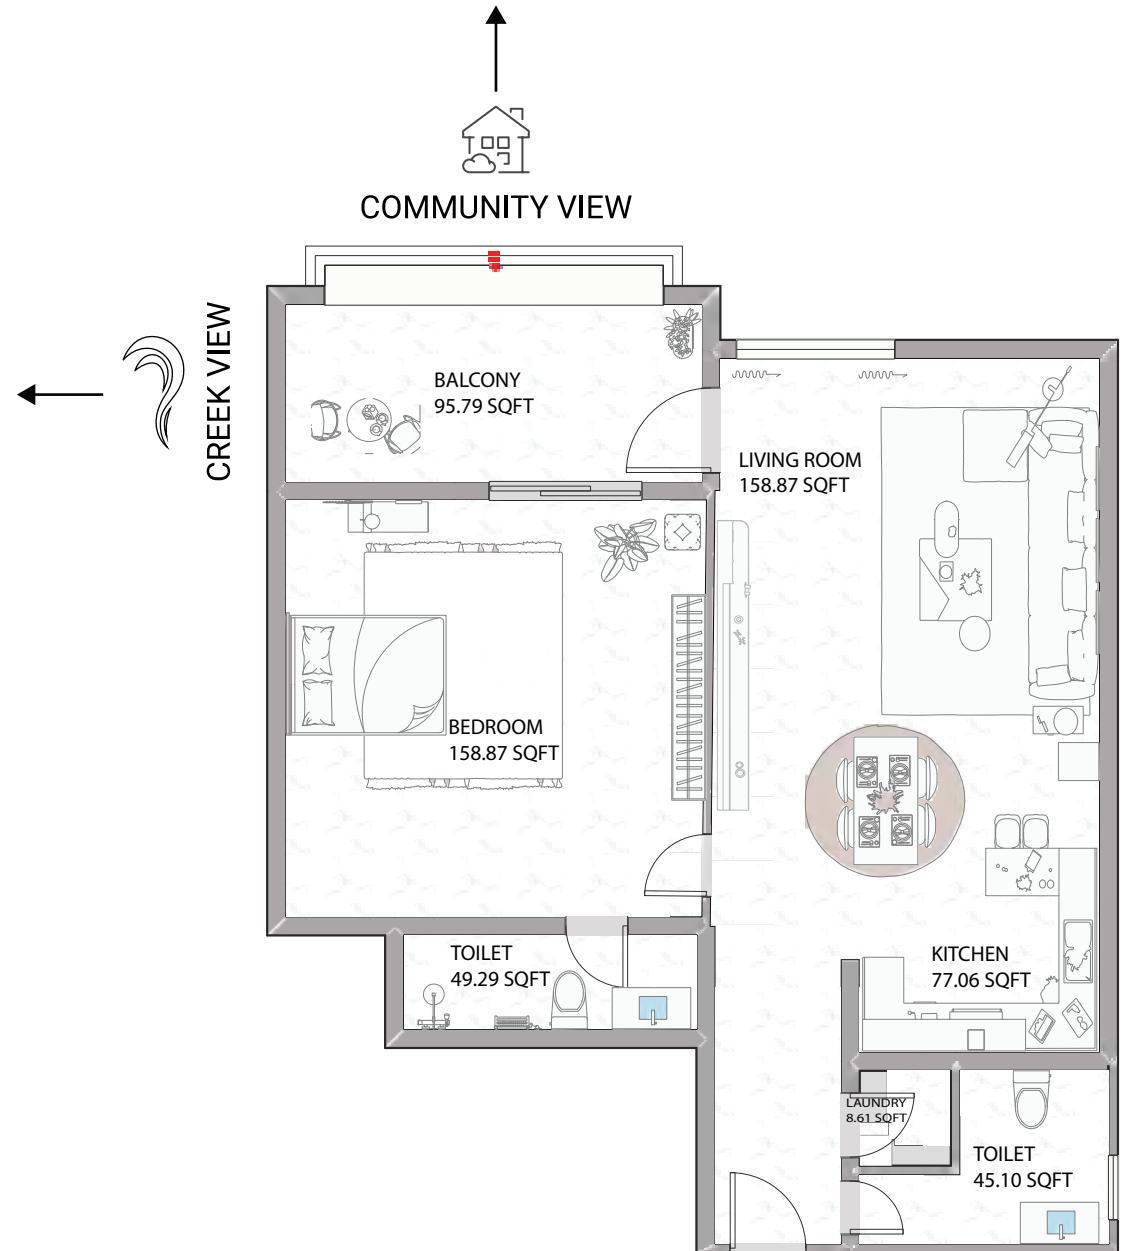 COMMUNITY VIEW
CREEK VIEW
BALCONY
95.79 SQFT
LIVING ROOM
158.87 SQFT
BEDROOM
158.87 SQFT
TOILET
49.29 SQFT
KITCHEN
77.06 SQFT
LAUNDRY
8.61 SQFT
TOILET
45.10 SQFT